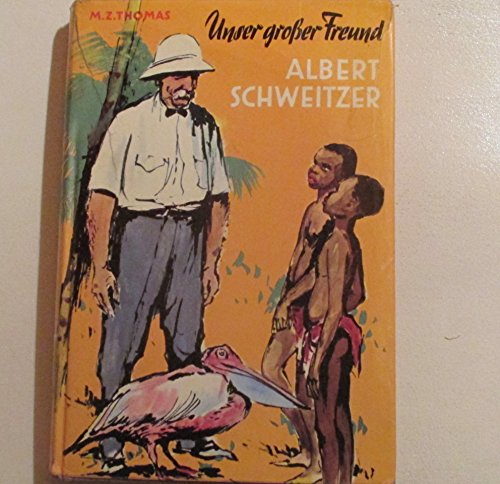 M.Z.THOMAS
Unser großer Freund
ALBERT
SCHWEITZER